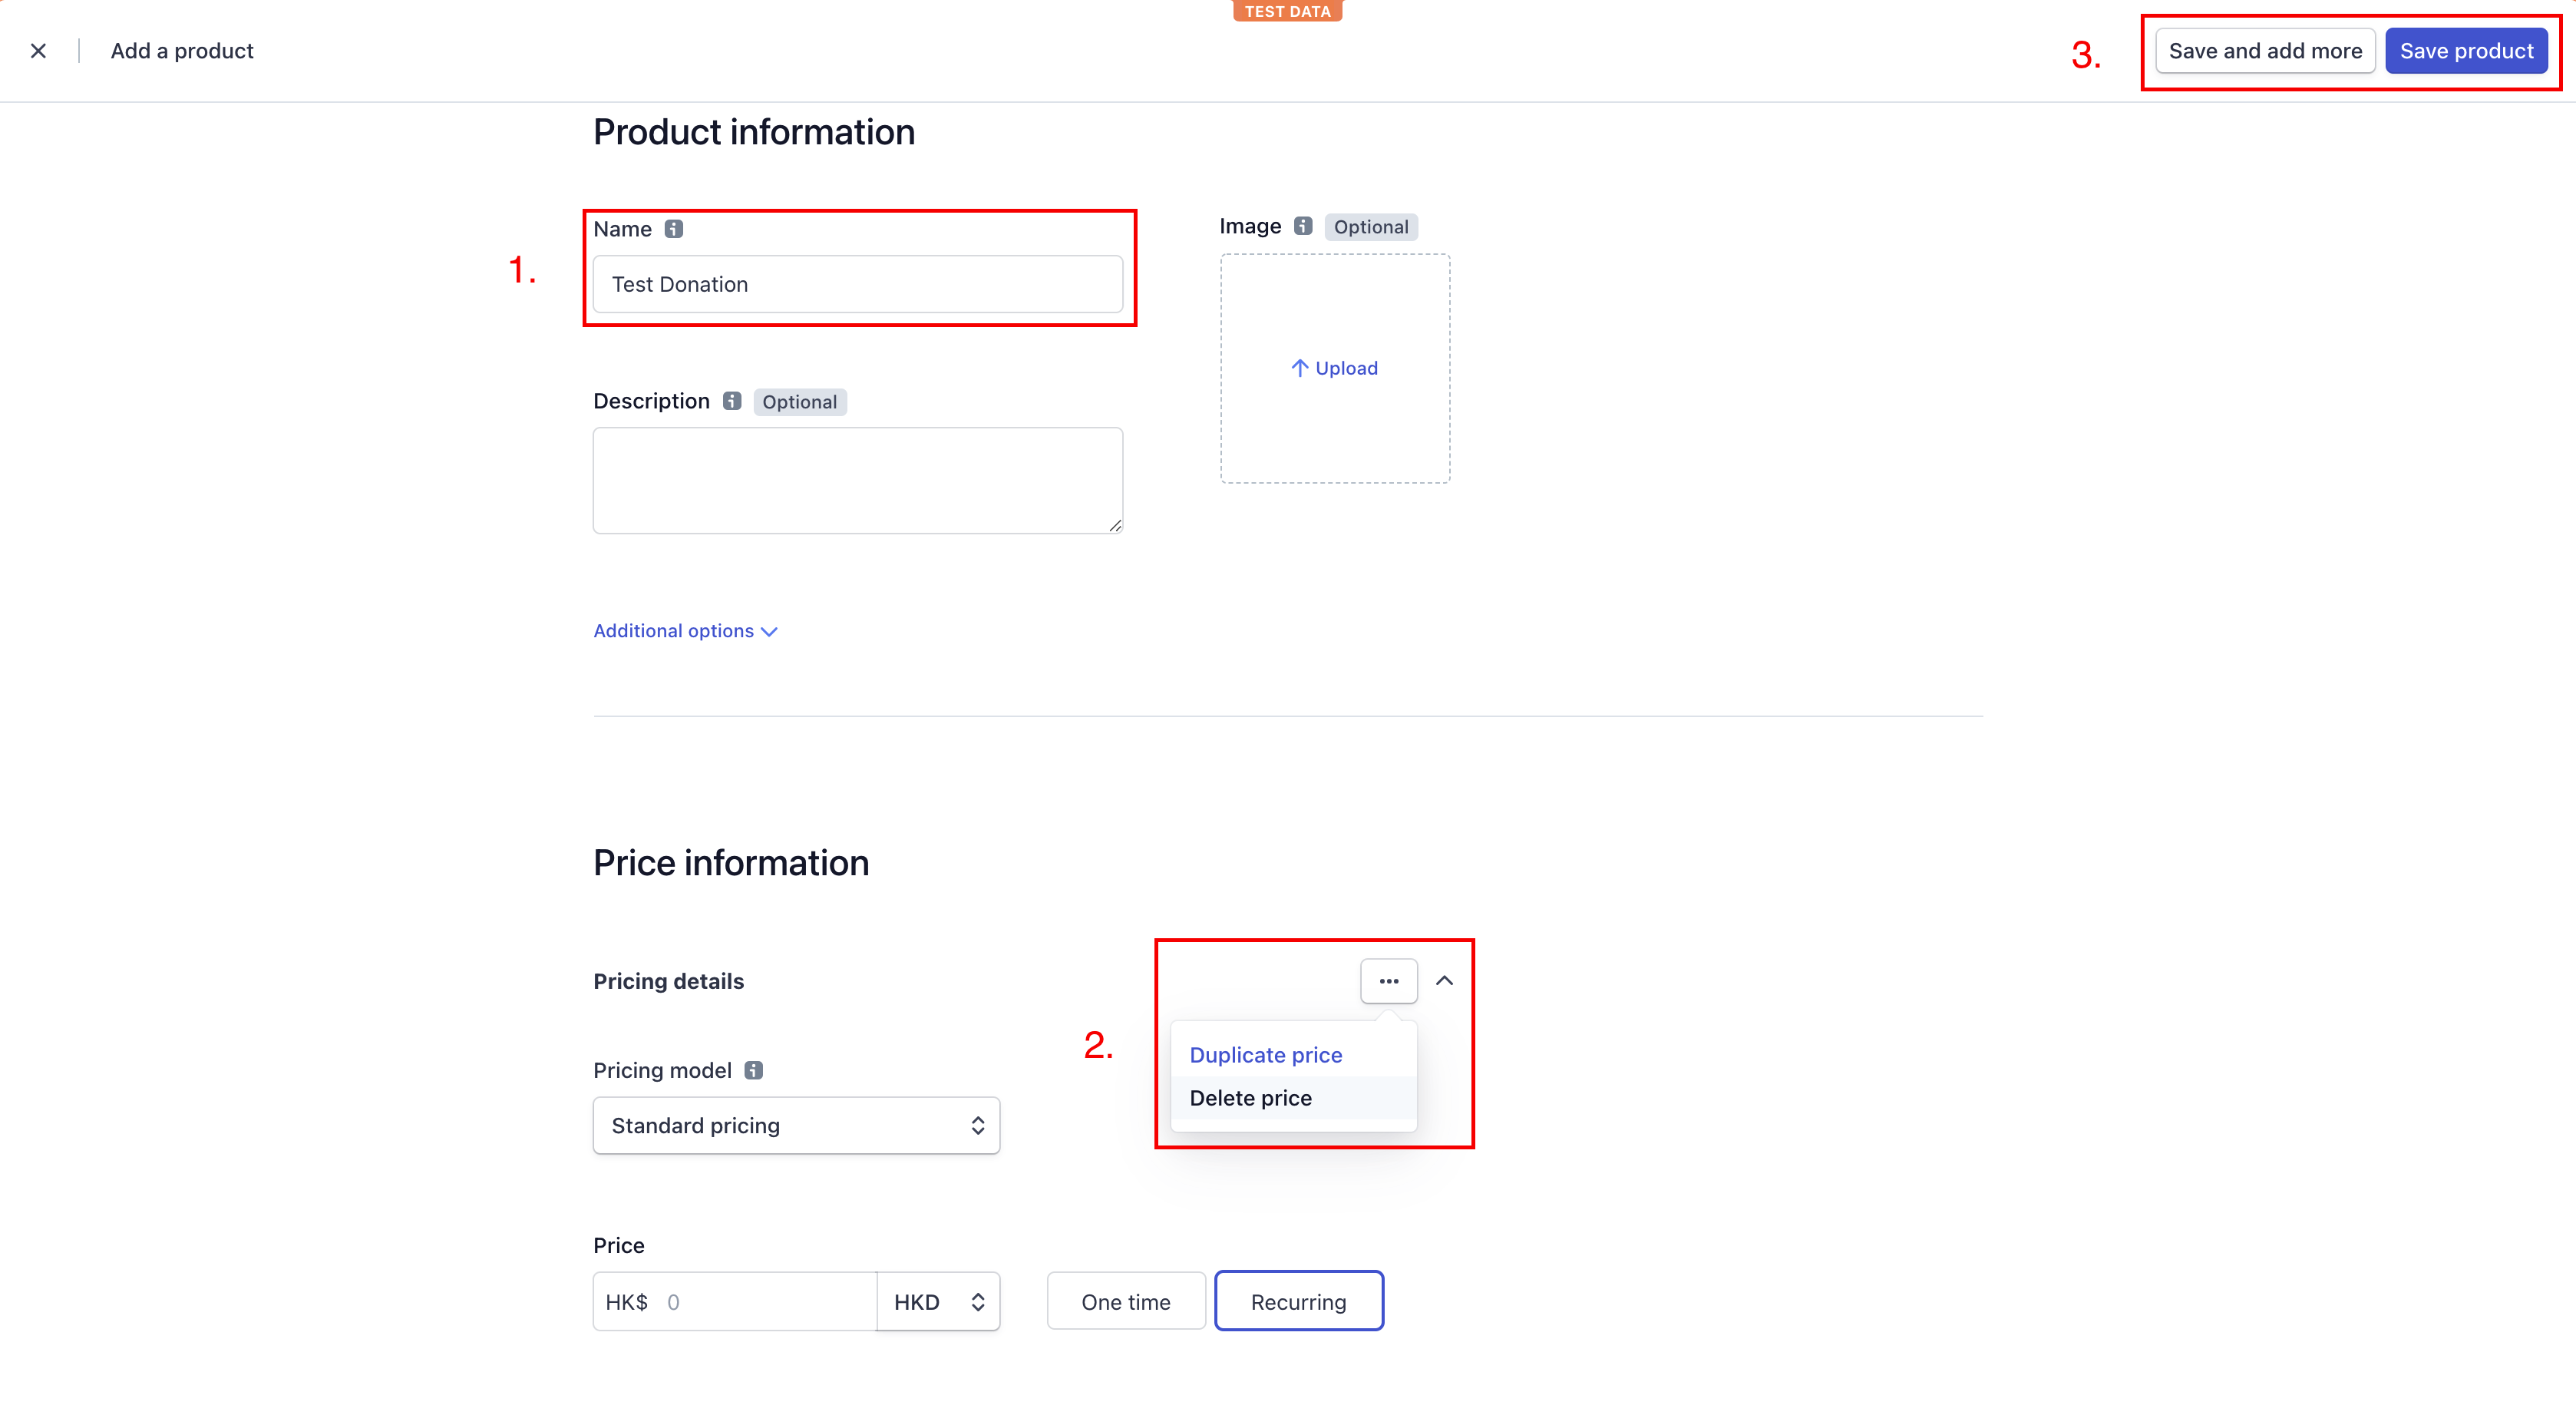 TEST DATA
Add a product
3.
Save and add more
Save product
Product information
Name
Image
Optional
1.
Test Donation
Upload
Description
Optional
Additional options
Price information
Pricing details
2.
Duplicate price
Pricing model
Delete price
Standard pricing
Price
HK$ 0
HKD
One time
Recurring